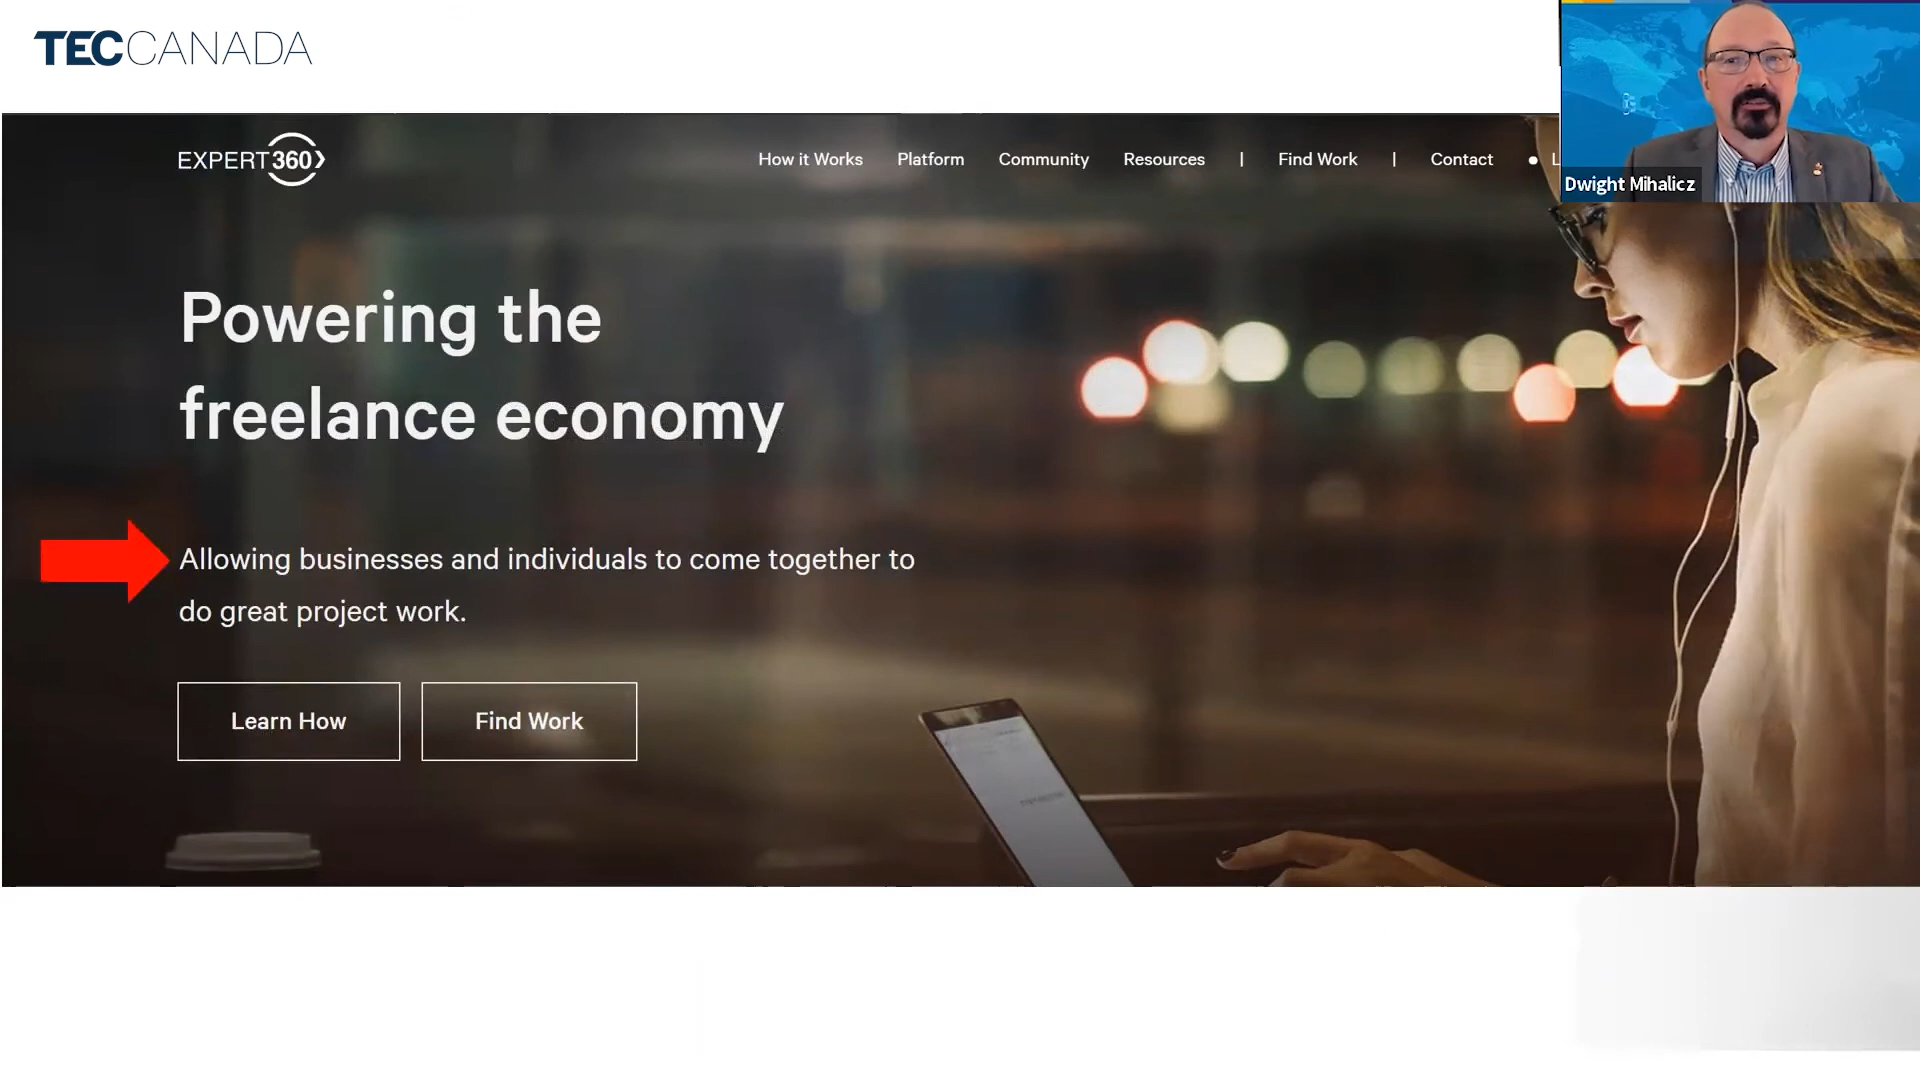 TECCANADA
EXPERT360
How it Works
Platform
Community
Resources
|
Find Work
|
Contact
L
Dwight Mihalicz
Powering the
freelance economy
Allowing businesses and individuals to come together to
do great project work.
Learn How
Find Work